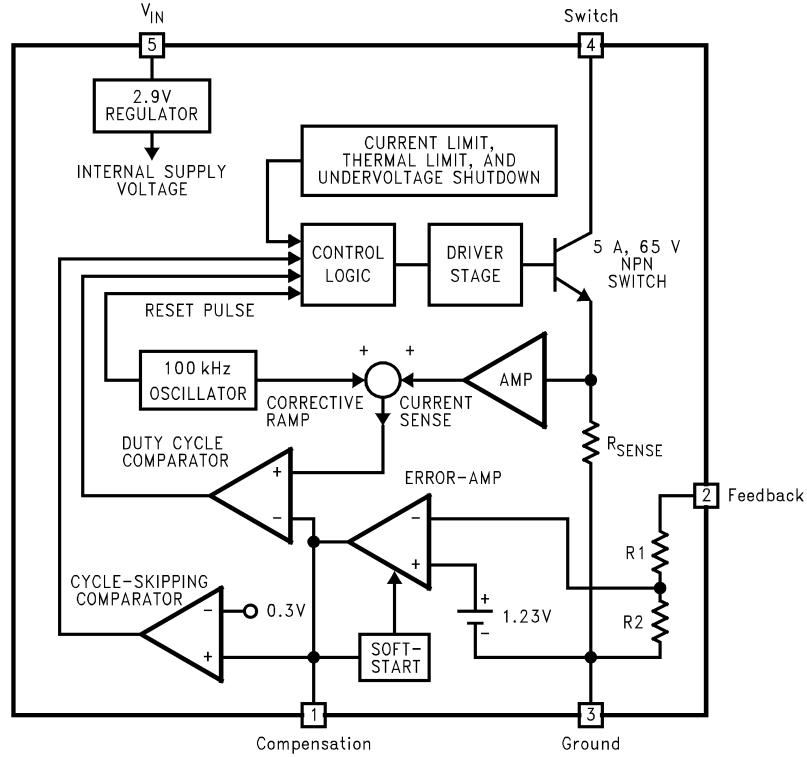 VIN
Switch
5
4
2.9V
REGULATOR
INTERNAL SUPPLY
VOLTAGE
CURRENT LIMIT,
THERMAL LIMIT, AND
UNDERVOLTAGE SHUTDOWN
CONTROL
LOGIC
DRIVER
STAGE
5 A, 65 V
NPN
SWITCH
RESET PULSE
100 kHz
OSCILLATOR
+
+
AMP
CORRECTIVE
RAMP
CURRENT
SENSE
RSENSE
DUTY CYCLE
COMPARATOR
+
−
ERROR-AMP
−
+
2
Feedback
R1
R2
CYCLE-SKIPPING
COMPARATOR
−
+
0.3V
+
−
1.23V
SOFT-
START
1
3
Compensation
Ground